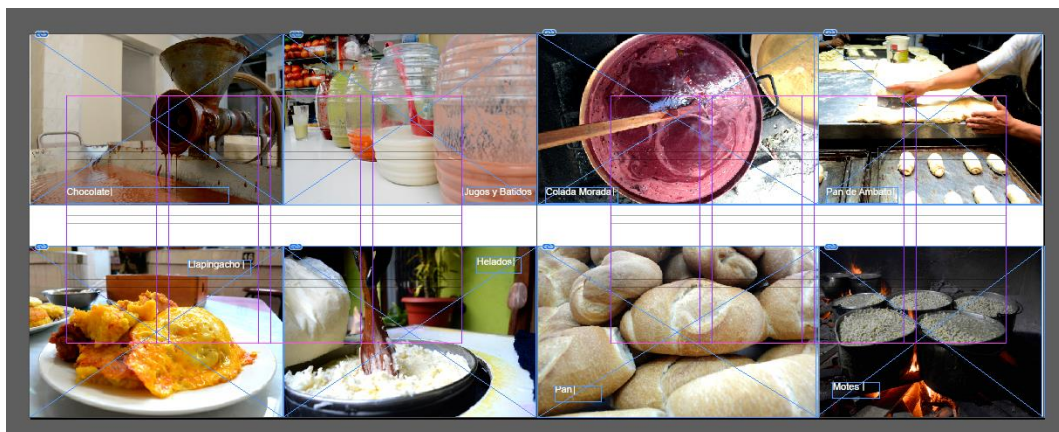 Chocolate
Jugos y Batidos
Colada Morada
Pan de Ambato
Llapingacho
Helados
Pan
Motes